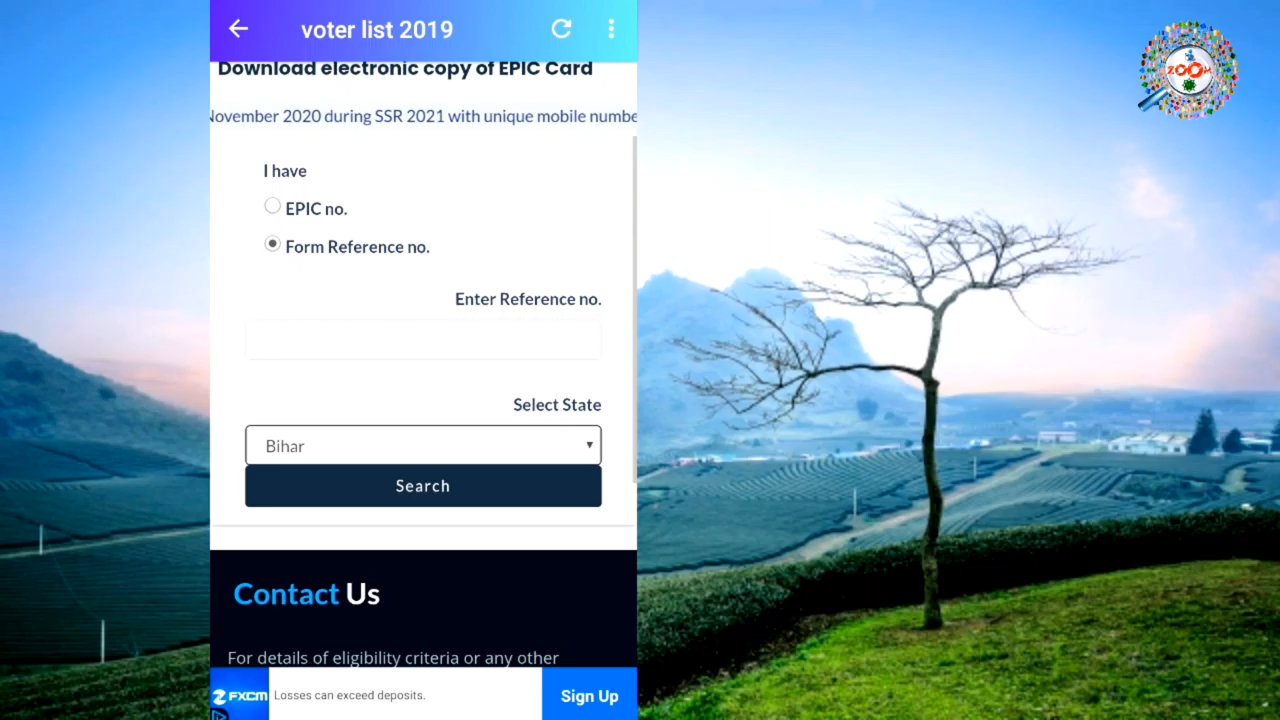 voter list 2019
Download electronic copy of EPIC Card
November 2020 during SSR 2021 with unique mobile numbe
I have
EPIC no.
Form Reference no.
Enter Reference no.
Select State
Bihar
Search
Contact Us
For details of eligibility criteria or any other
FXCM
Losses can exceed deposits.
Sign Up
ZOOM